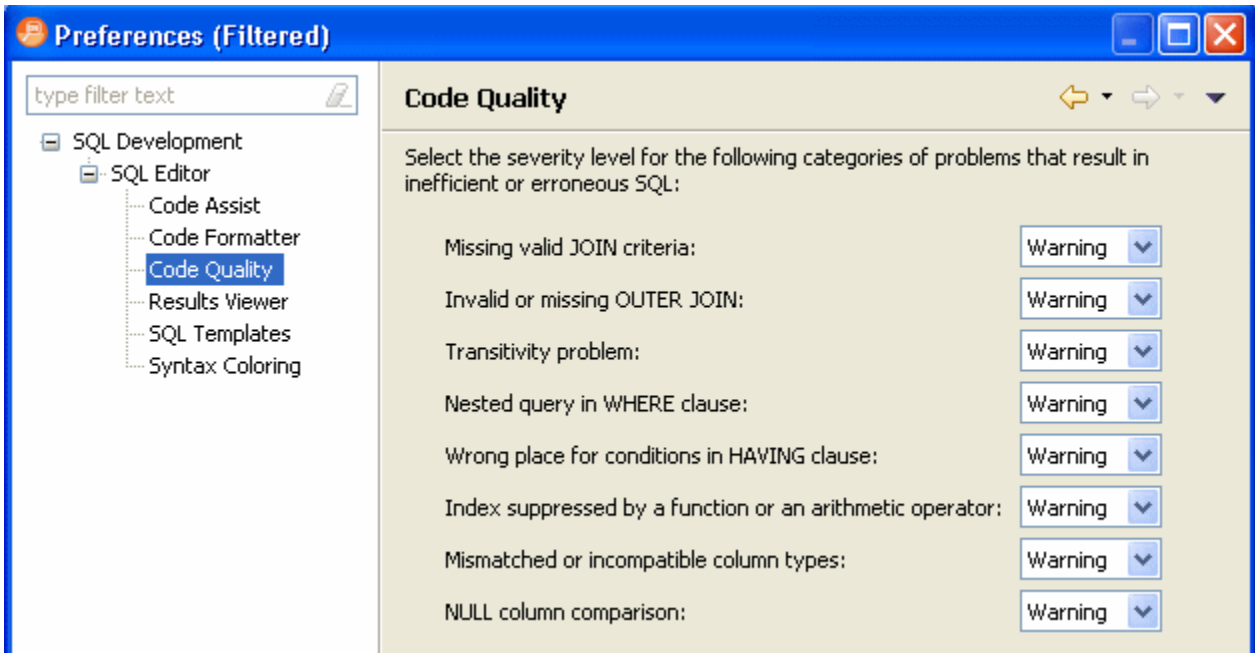 Preferences (Filtered)
type filter text
SQL Development
SQL Editor
Code Assist
Code Formatter
Code Quality
Results Viewer
SQL Templates
Syntax Coloring
Code Quality
Select the severity level for the following categories of problems that result in
inefficient or erroneous SQL:
Missing valid JOIN criteria: Warning
Invalid or missing OUTER JOIN: Warning
Transitivity problem: Warning
Nested query in WHERE clause: Warning
Wrong place for conditions in HAVING clause: Warning
Index suppressed by a function or an arithmetic operator: Warning
Mismatched or incompatible column types: Warning
NULL column comparison: Warning